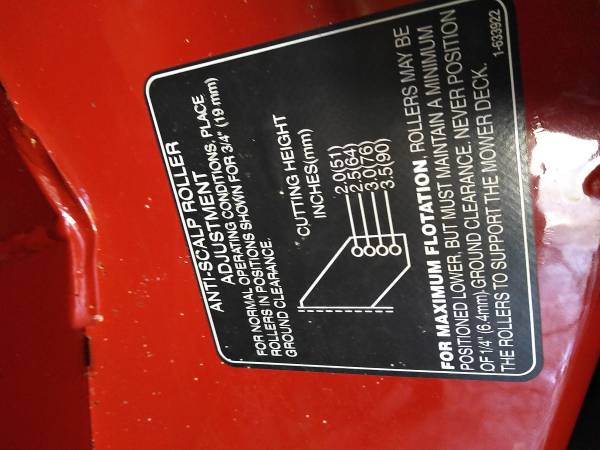 ANTI-SCALP ROLLER
ADJUSTMENT
FOR NORMAL OPERATING CONDITIONS, PLACE
ROLLERS IN POSITIONS SHOWN FOR 3/4" (19 mm)
GROUND CLEARANCE.
CUTTING HEIGHT
INCHES(mm)
2.0(51)
2.5(64)
3.0(76)
3.5(90)
FOR MAXIMUM FLOTATION, ROLLERS MAY BE
POSITIONED LOWER, BUT MUST MAINTAIN A MINIMUM
OF 1/4" (6.4mm) GROUND CLEARANCE. NEVER POSITION
THE ROLLERS TO SUPPORT THE MOWER DECK.
1-633922